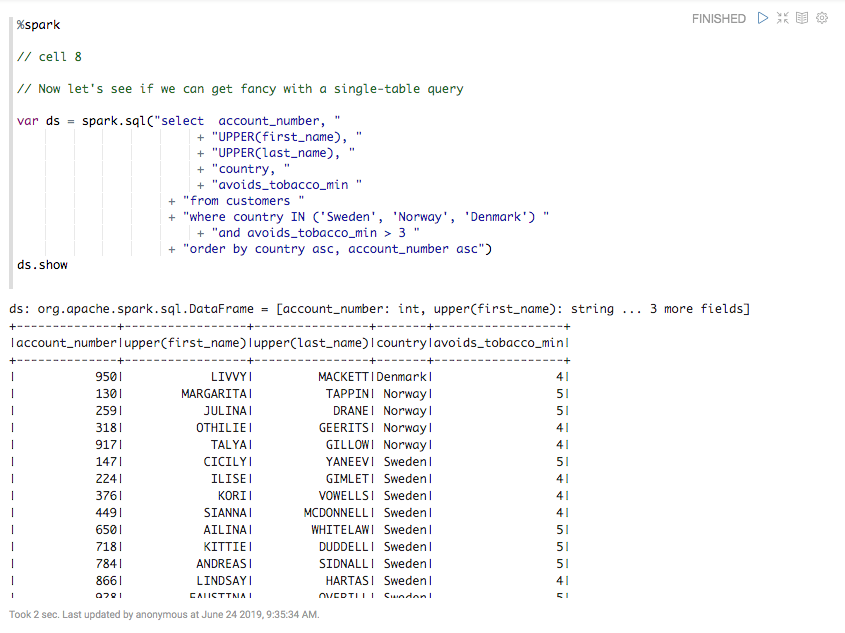 FINISHED
%spark
// cell 8
// Now let's see if we can get fancy with a single-table query
var ds = spark.sql("select  account_number, "
+ "UPPER(first_name), "
+ "UPPER(last_name), "
+ "country, "
+ "avoids_tobacco_min "
+ "from customers "
+ "where country IN ('Sweden', 'Norway', 'Denmark') "
+ "and avoids_tobacco_min > 3 "
+ "order by country asc, account_number asc")
ds.show
ds: org.apache.spark.sql.DataFrame = [account_number: int, upper(first_name): string ... 3 more fields]
+--------------+-----------------+----------------+-------+------------------+
|account_number|upper(first_name)|upper(last_name)|country|avoids_tobacco_min|
+--------------+-----------------+----------------+-------+------------------+
|           950|            LIVVY|         MACKETT|Denmark|                 4|
|           130|        MARGARITA|          TAPPIN| Norway|                 5|
|           259|           JULINA|           DRANE| Norway|                 5|
|           318|          OTHILIE|         GEERITS| Norway|                 4|
|           917|            TALYA|          GILLOW| Norway|                 4|
|           147|           CICILY|          YANEEV| Sweden|                 5|
|           224|            ILISE|          GIMLET| Sweden|                 4|
|           376|             KORI|         VOWELLS| Sweden|                 4|
|           449|           SIANNA|       MCDONNELL| Sweden|                 4|
|           650|           AILINA|        WHITELAW| Sweden|                 5|
|           718|           KITTIE|         DUDDELL| Sweden|                 5|
|           784|          ANDREAS|         SIDNALL| Sweden|                 5|
|           866|          LINDSAY|          HARTAS| Sweden|                 4|
|           928|         FAUSTINA|                | Sweden|                 5|
Took 2 sec. Last updated by anonymous at June 24 2019, 9:35:34 AM.